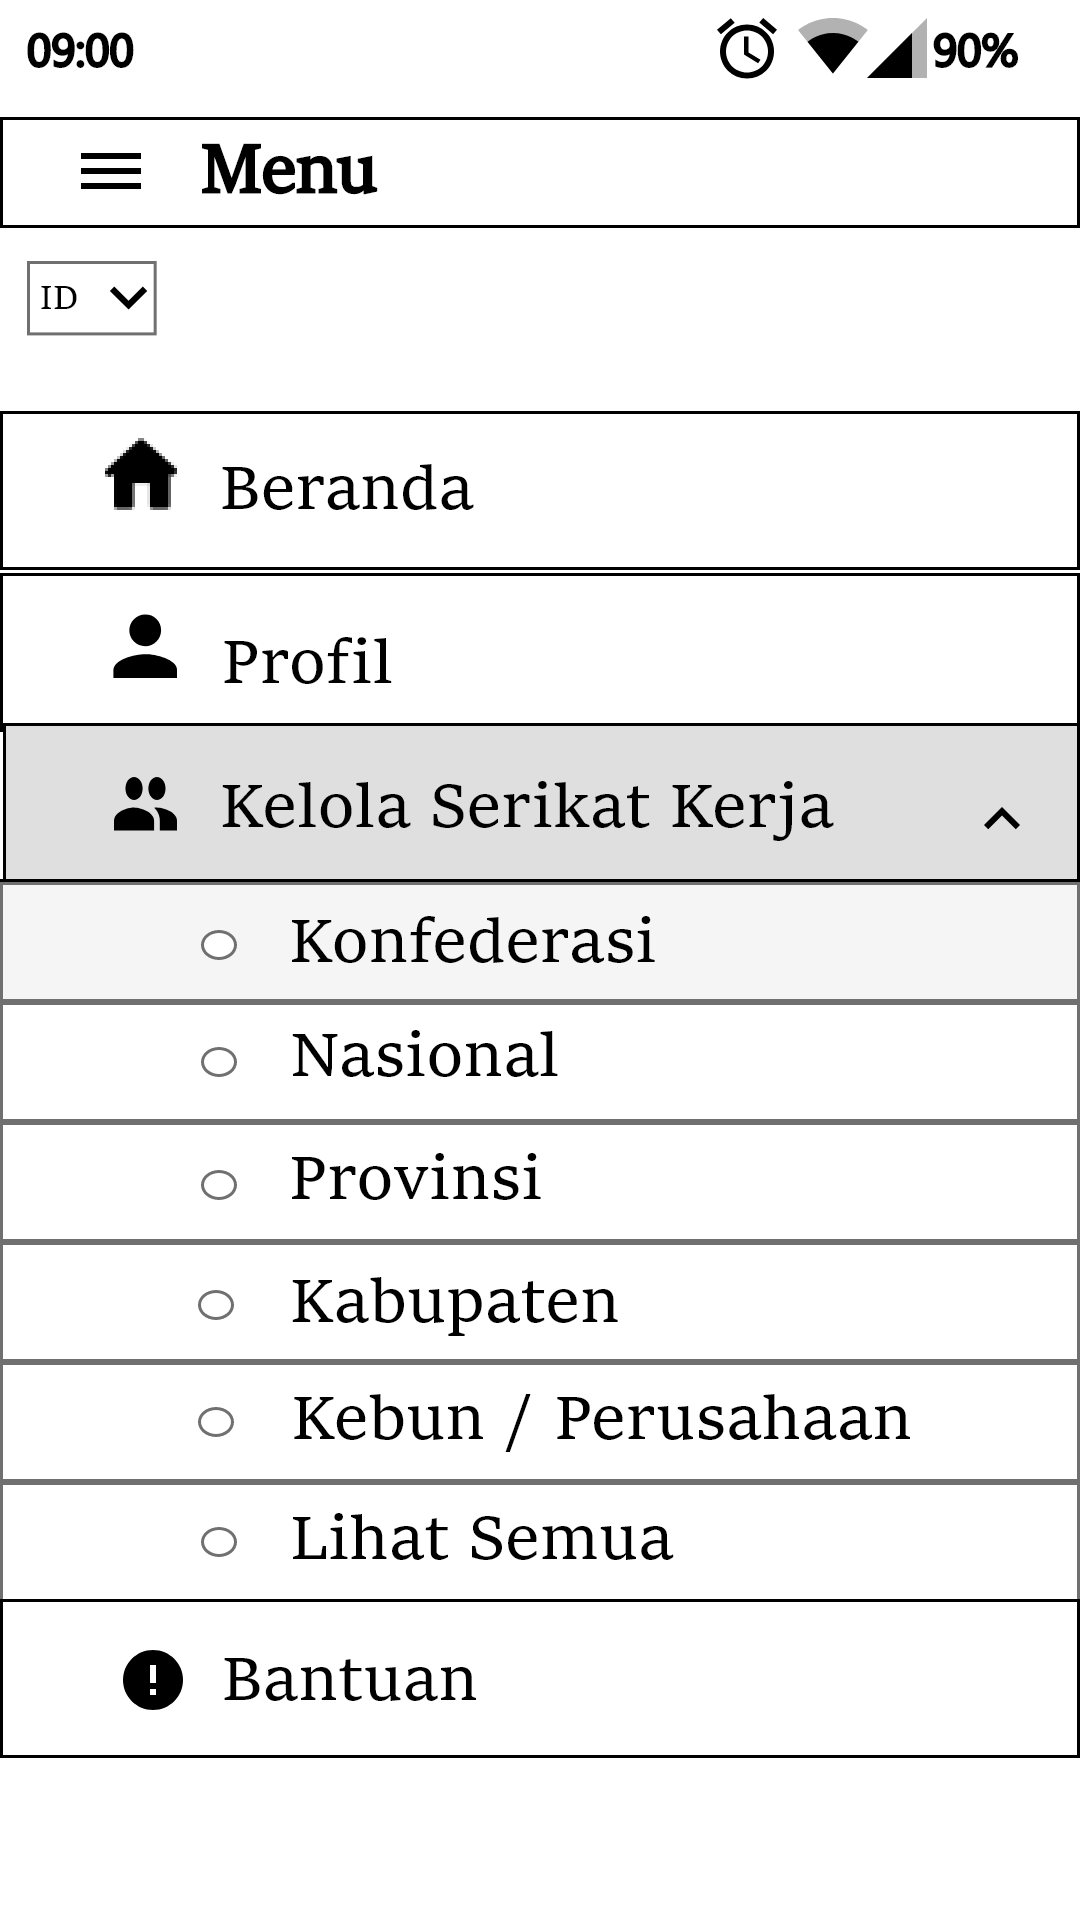 09:00 90%
Menu
ID
Beranda
Profil
Kelola Serikat Kerja
Konfederasi
Nasional
Provinsi
Kabupaten
Kebun / Perusahaan
Lihat Semua
Bantuan